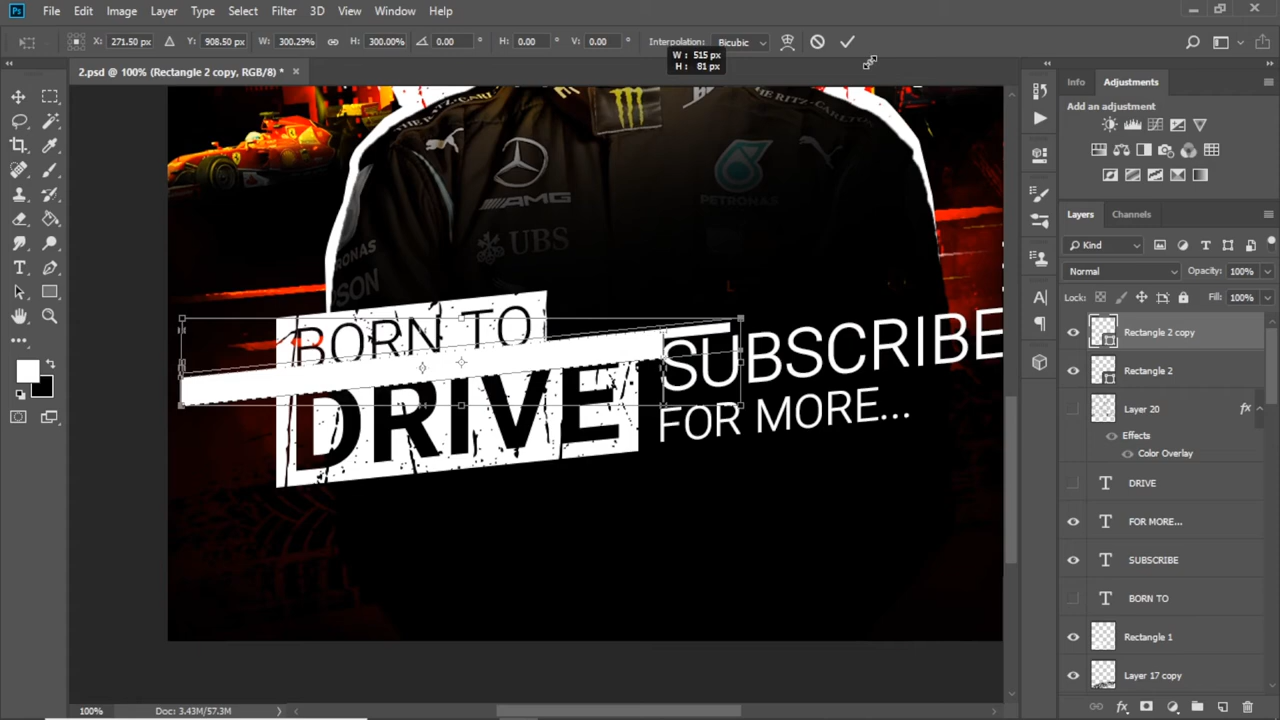 File Edit Image Layer Type Select Filter 3D View Window Help
X: 271.50 px Y: 908.50 px W: 300.29% H: 300.00% 0.00 ° H: 0.00 ° V: 0.00 ° Interpolation: Bicubic
W : 515 px
H : 81 px
2.psd @ 100% (Rectangle 2 copy, RGB/8) *
Info Adjustments
Add an adjustment
THE RITZ-CARLTON
AMG
PETRONAS
UBS
BORN TO
DRIVE
SUBSCRIBE
FOR MORE...
Layers Channels
Kind
Normal Opacity: 100%
Lock: Fill: 100%
Rectangle 2 copy
Rectangle 2
Layer 20 fx
Effects
Color Overlay
DRIVE
FOR MORE...
SUBSCRIBE
BORN TO
Rectangle 1
Layer 17 copy
100% Doc: 3.43M/57.3M